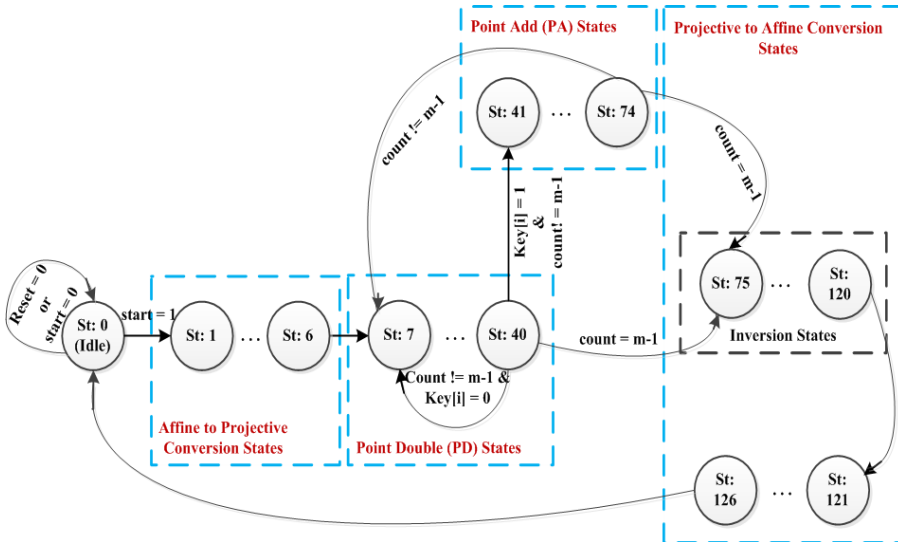 Point Add (PA) States
Projective to Affine Conversion
States
St: 41
...
St: 74
count != m-1
count = m-1
Key[i] = 1
&
count! = m-1
Reset = 0
or
start = 0
St: 0
(Idle)
start = 1
St: 1
...
St: 6
St: 7
...
St: 40
count = m-1
St: 75
...
St:
120
Inversion States
Count != m-1 &
Key[i] = 0
Affine to Projective
Conversion States
Point Double (PD) States
St:
126
...
St:
121